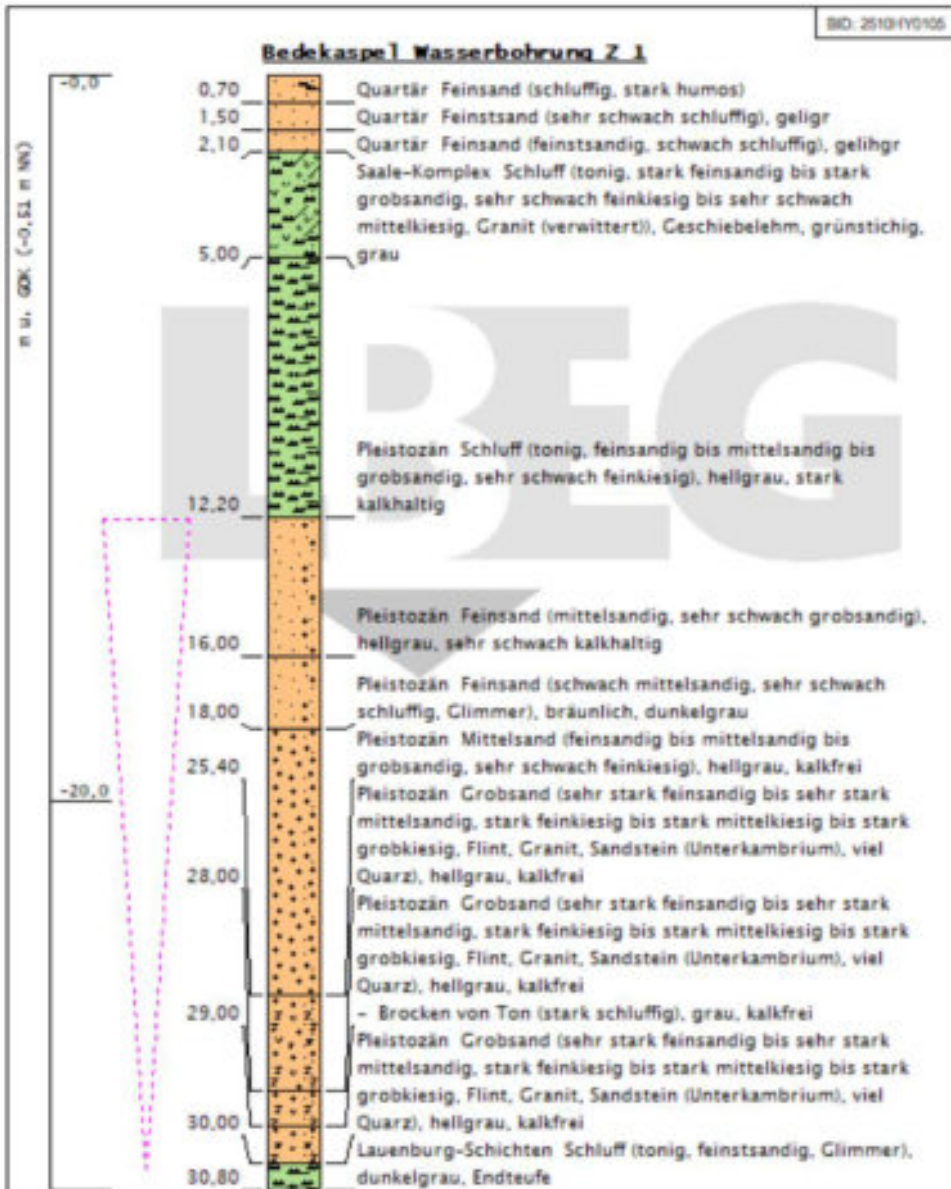 BID: 2510HY0105
Bedekaspel Wasserbohrung Z 1
m u. GOK (-0,51 m NN)
-0,0
0,70 Quartär Feinsand (schluffig, stark humos)
1,50 Quartär Feinstsand (sehr schwach schluffig), geligr
2,10 Quartär Feinsand (feinstsandig, schwach schluffig), gelihgr
Saale-Komplex Schluff (tonig, stark feinsandig bis stark
grobsandig, sehr schwach feinkiesig bis sehr schwach
mittelkiesig, Granit (verwittert)), Geschiebelehm, grünstichig,
5,00 grau
LBEG
Pleistozän Schluff (tonig, feinsandig bis mittelsandig bis
grobsandig, sehr schwach feinkiesig), hellgrau, stark
12,20 kalkhaltig
Pleistozän Feinsand (mittelsandig, sehr schwach grobsandig),
16,00 hellgrau, sehr schwach kalkhaltig
Pleistozän Feinsand (schwach mittelsandig, sehr schwach
18,00 schluffig, Glimmer), bräunlich, dunkelgrau
Pleistozän Mittelsand (feinsandig bis mittelsandig bis
25,40 grobsandig, sehr schwach feinkiesig), hellgrau, kalkfrei
-20,0 Pleistozän Grobsand (sehr stark feinsandig bis sehr stark
mittelsandig, stark feinkiesig bis stark mittelkiesig bis stark
grobkiesig, Flint, Granit, Sandstein (Unterkambrium), viel
28,00 Quarz), hellgrau, kalkfrei
Pleistozän Grobsand (sehr stark feinsandig bis sehr stark
mittelsandig, stark feinkiesig bis stark mittelkiesig bis stark
grobkiesig, Flint, Granit, Sandstein (Unterkambrium), viel
Quarz), hellgrau, kalkfrei
29,00 - Brocken von Ton (stark schluffig), grau, kalkfrei
Pleistozän Grobsand (sehr stark feinsandig bis sehr stark
mittelsandig, stark feinkiesig bis stark mittelkiesig bis stark
grobkiesig, Flint, Granit, Sandstein (Unterkambrium), viel
30,00 Quarz), hellgrau, kalkfrei
Lauenburg-Schichten Schluff (tonig, feinstsandig, Glimmer),
30,80 dunkelgrau, Endteufe